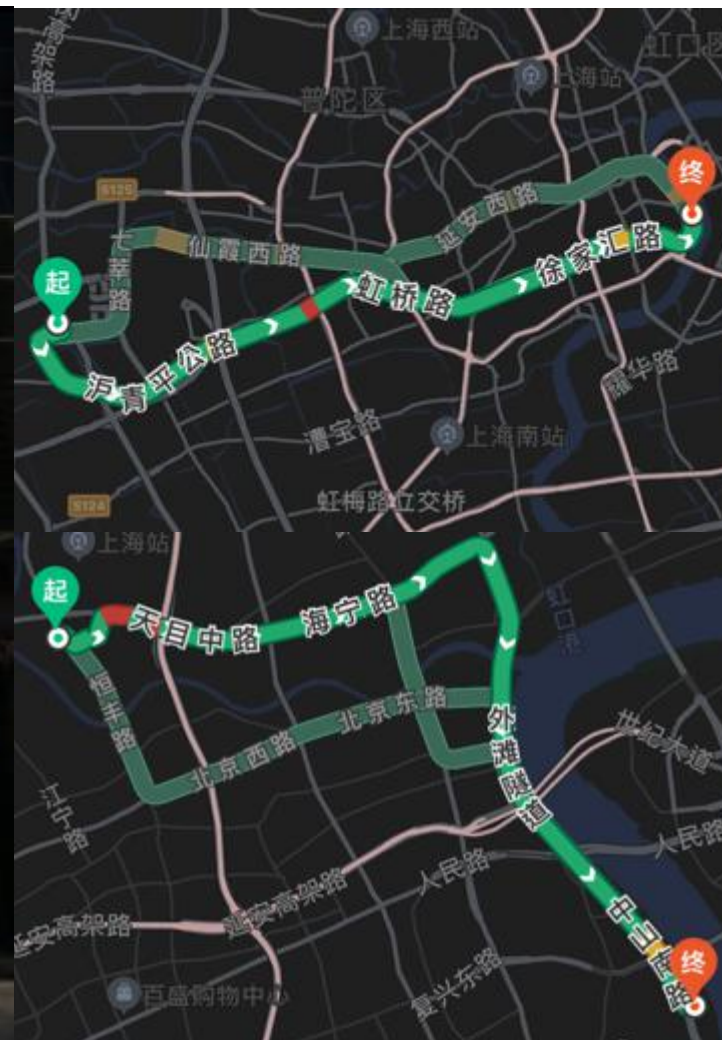 上海西站
虹口区
上海站
普陀区
终
S125
延安西路
七莘路
仙霞西路
徐家汇路
起
虹桥路
沪青平公路
耀华路
漕宝路
上海南站
S124
虹梅路立交桥
上海站
起
虹口港
天目中路
海宁路
恒丰路
北京东路
外滩隧道
世纪大道
北京西路
江宁路
人民路
人民路
延安高架路
延安高架路
中山南路
终
复兴东路
百盛购物中心